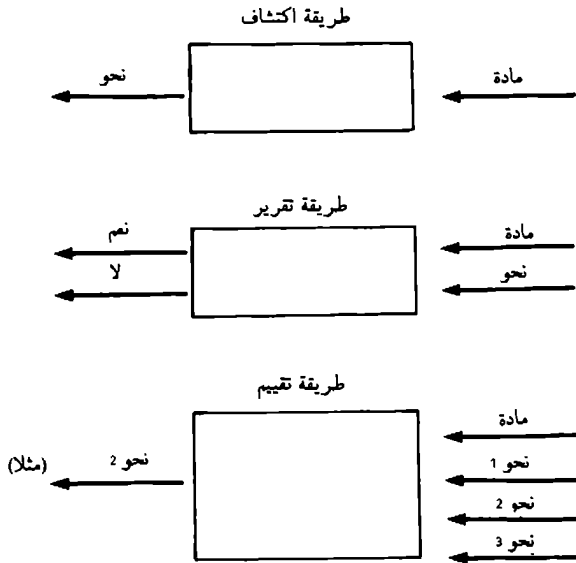 طريقة اكتشاف
مادة
نحو
طريقة تقرير
مادة
نعم
نحو
لا
طريقة تقييم
مادة
نحو 1
نحو 2
(مثلا)
نحو 2
نحو 3